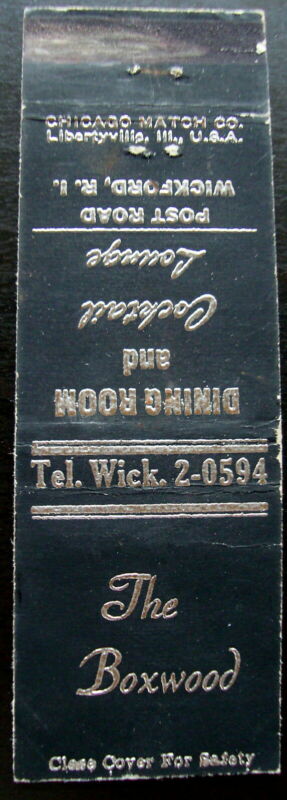 CHICAGO MATCH CO.
Libertyville, Ill., U.S.A.
DINING ROOM
and
Cocktail
Lounge
POST ROAD
WICKFORD, R. I.
Tel. Wick. 2-0594
The
Boxwood
Close Cover For Safety